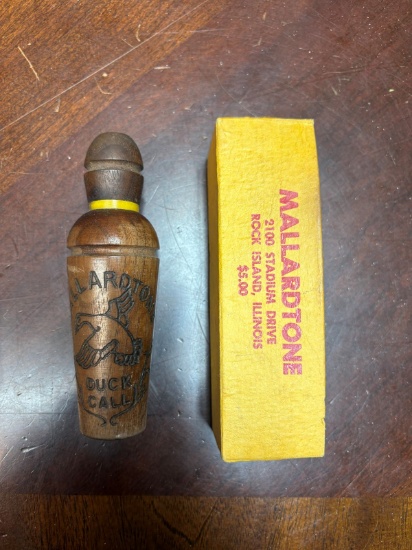 MALLARDTONE
DUCK
CALL
MALLARDTONE
2100 STADIUM DRIVE
ROCK ISLAND, ILLINOIS
$5.00